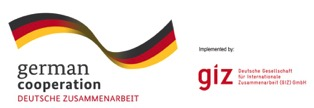 german
cooperation
DEUTSCHE ZUSAMMENARBEIT
Implemented by:
giz
Deutsche Gesellschaft
für Internationale
Zusammenarbeit (GIZ) GmbH